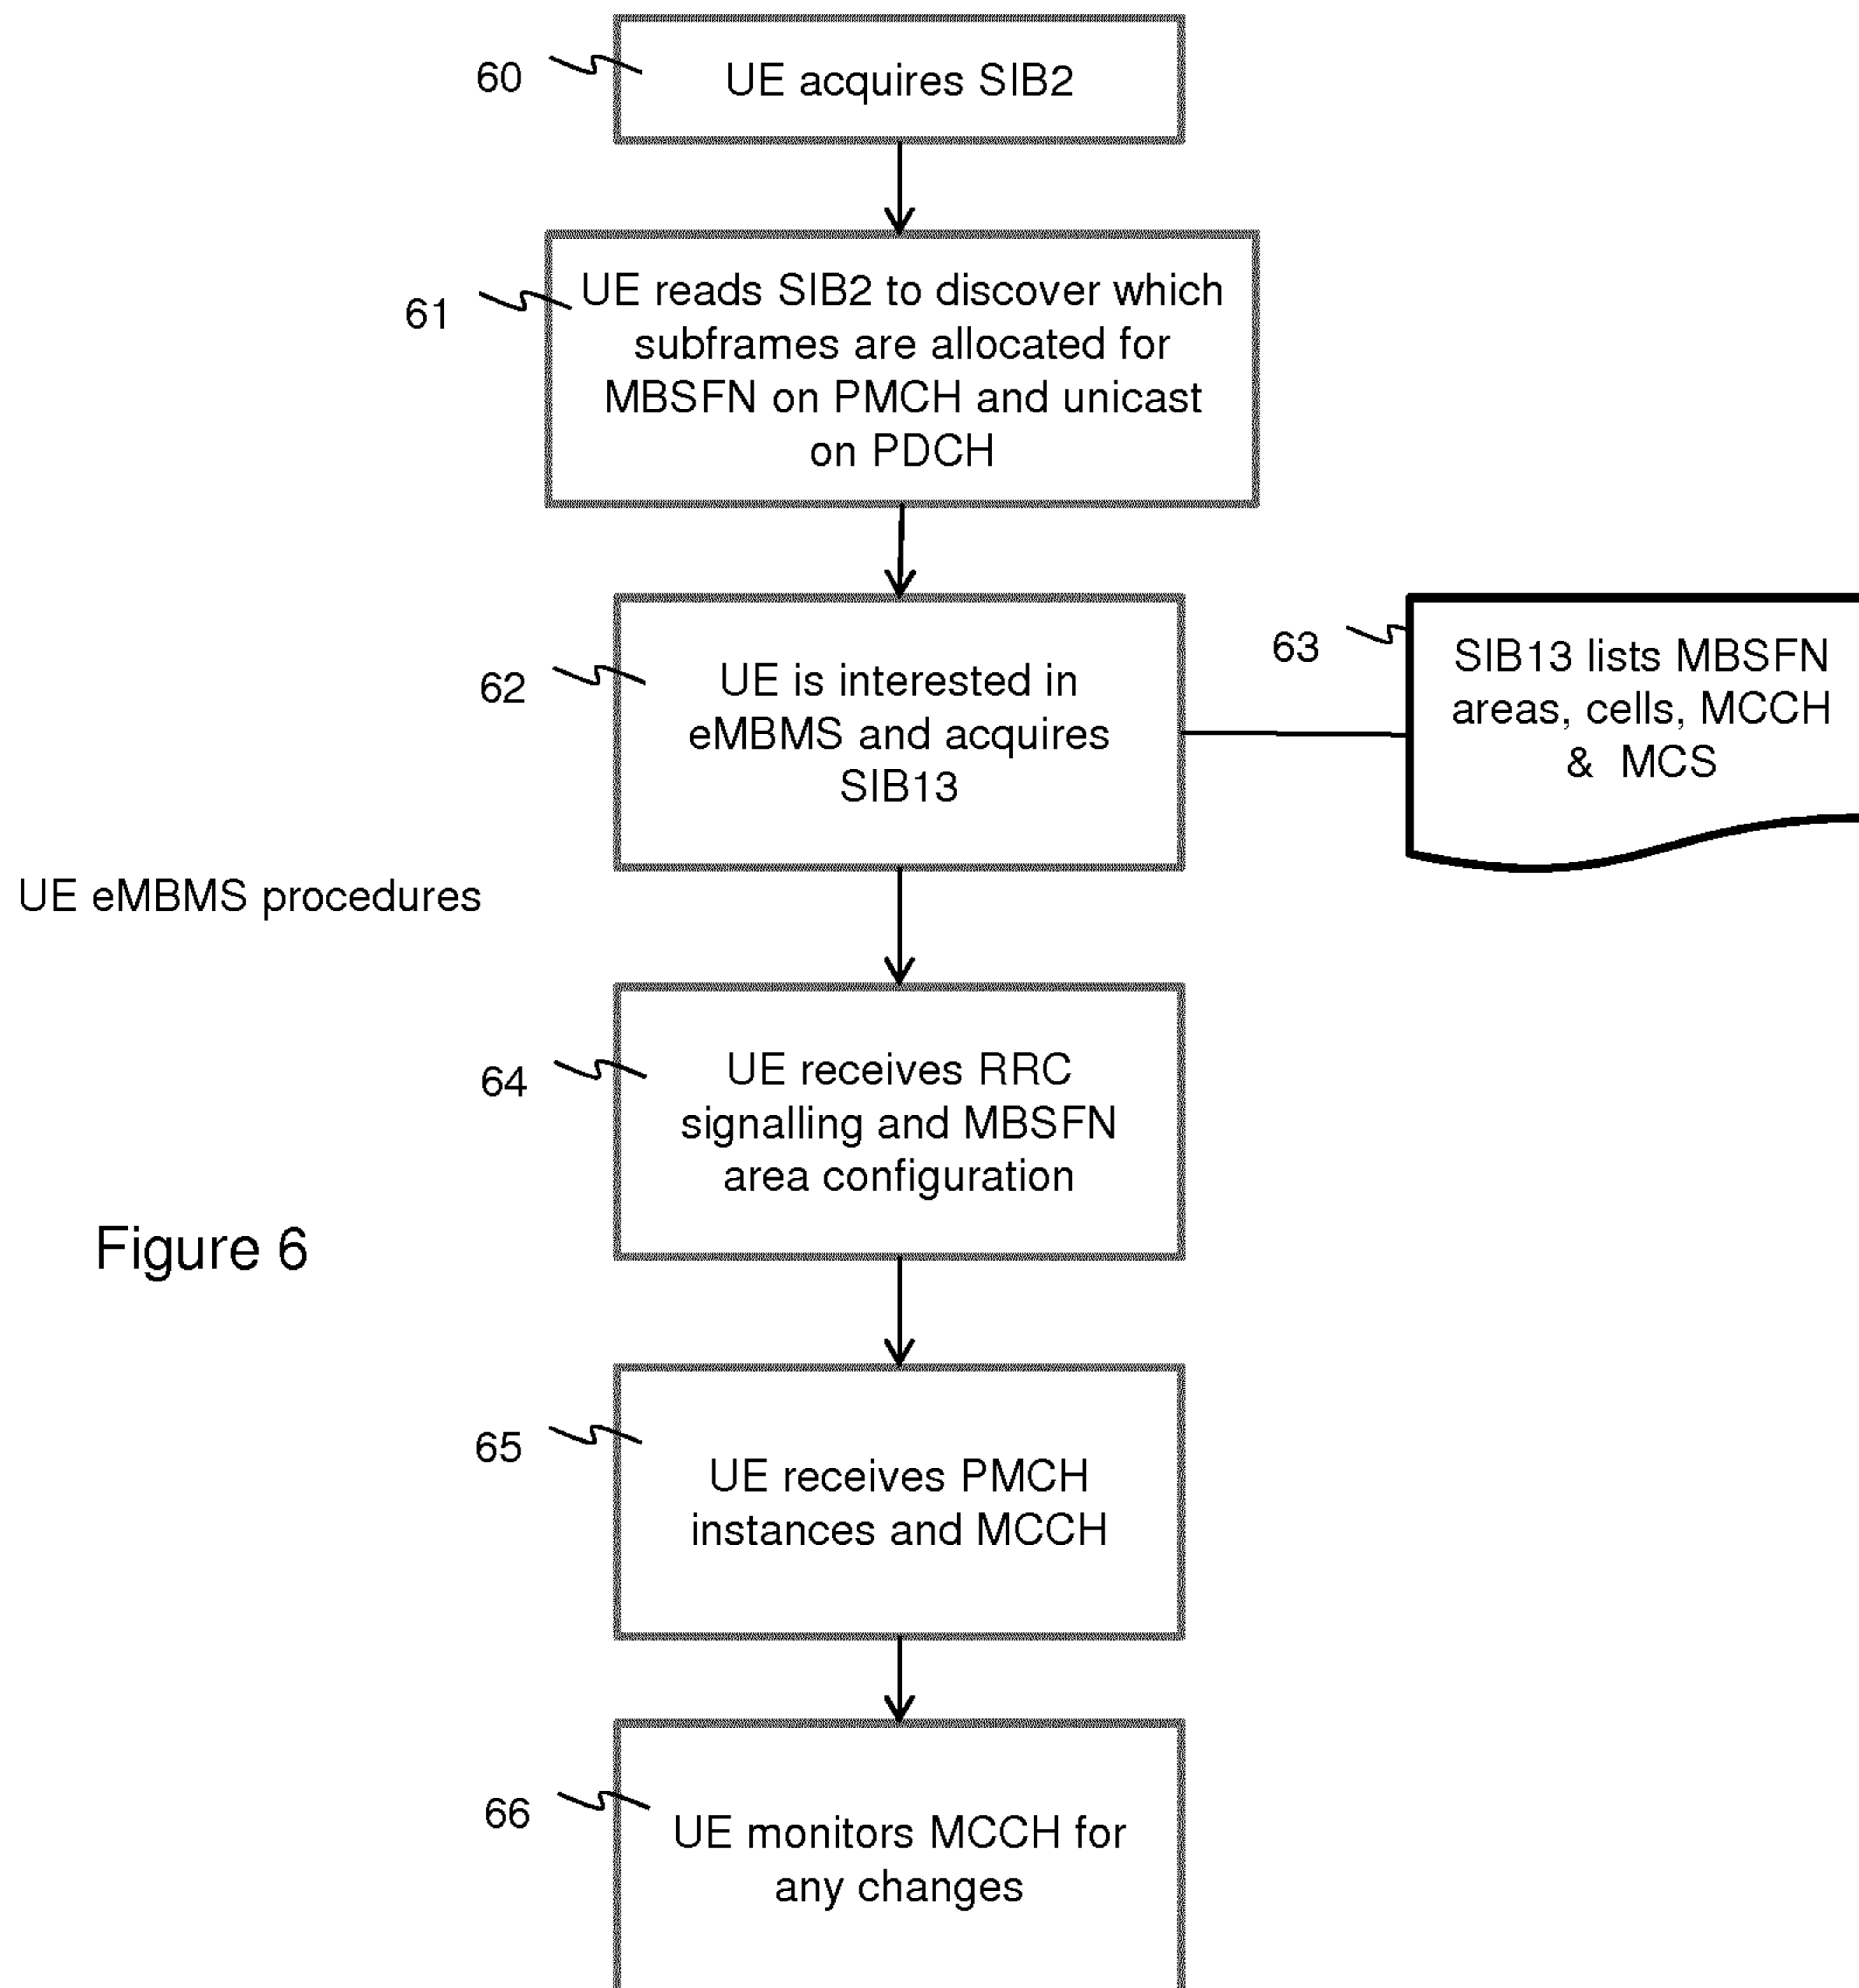 60
UE acquires SIB2
61
UE reads SIB2 to discover which
subframes are allocated for
MBSFN on PMCH and unicast
on PDCH
62
UE is interested in
eMBMS and acquires
SIB13
63
SIB13 lists MBSFN
areas, cells, MCCH
& MCS
UE eMBMS procedures
64
UE receives RRC
signalling and MBSFN
area configuration
Figure 6
65
UE receives PMCH
instances and MCCH
66
UE monitors MCCH for
any changes